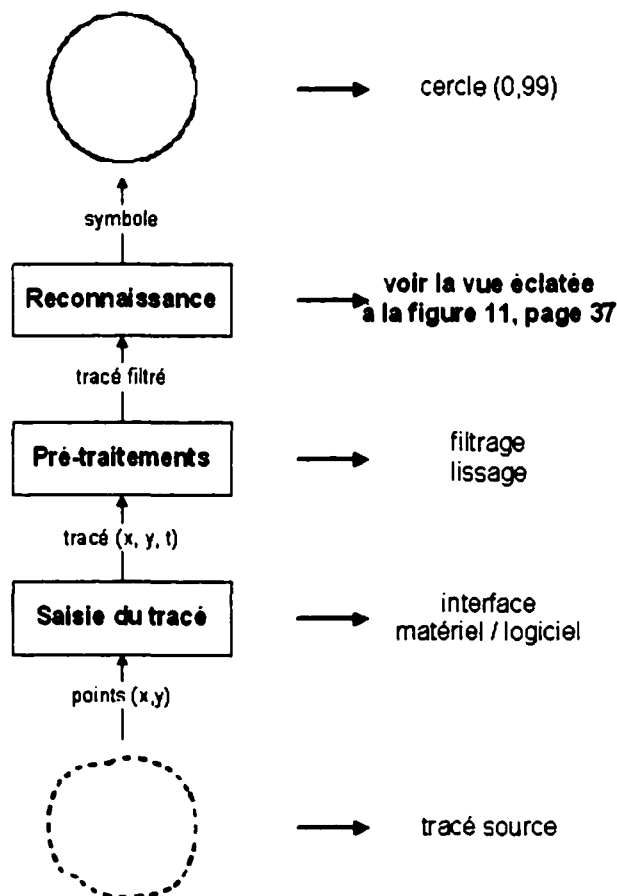 cercle (0,99)
symbole
Reconnaissance
voir la vue éclatée
a la figure 11, page 37
tracé filtré
Pré-traitements
filtrage
lissage
tracé (x, y, t)
Saisie du tracé
interface
matériel / logiciel
points (x,y)
tracé source